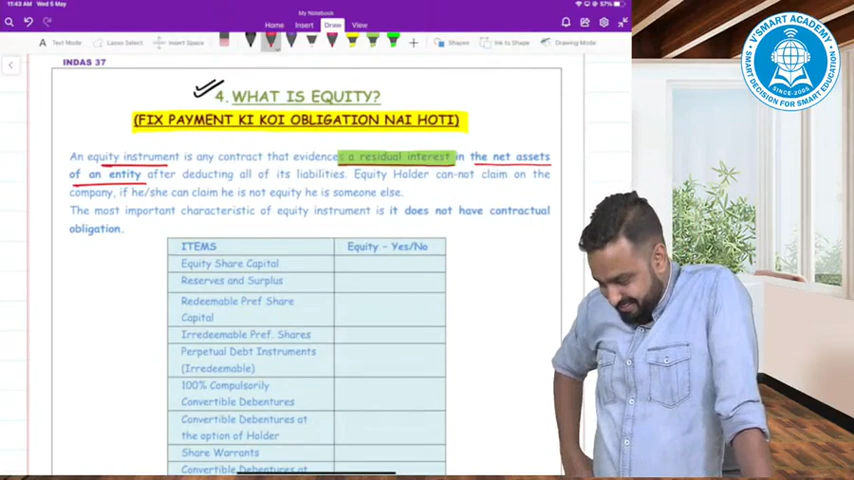 11:43 AM Wed 5 May
57%
My Notebook
Home Insert Draw View
Text Mode Lasso Select Insert Space Shapes Ink to Shape Drawing Mode
INDAS 37
4. WHAT IS EQUITY?
(FIX PAYMENT KI KOI OBLIGATION NAI HOTI)
An equity instrument is any contract that evidences a residual interest in the net assets
of an entity after deducting all of its liabilities. Equity Holder can-not claim on the
company, if he/she can claim he is not equity he is someone else.
The most important characteristic of equity instrument is it does not have contractual
obligation.
ITEMS Equity – Yes/No
Equity Share Capital
Reserves and Surplus
Redeemable Pref Share
Capital
Irredeemable Pref. Shares
Perpetual Debt Instruments
(Irredeemable)
100% Compulsorily
Convertible Debentures
Convertible Debentures at
the option of Holder
Share Warrants
Convertible Debentures at
V'SMART ACADEMY
SMART DECISION FOR SMART EDUCATION
SINCE-2005